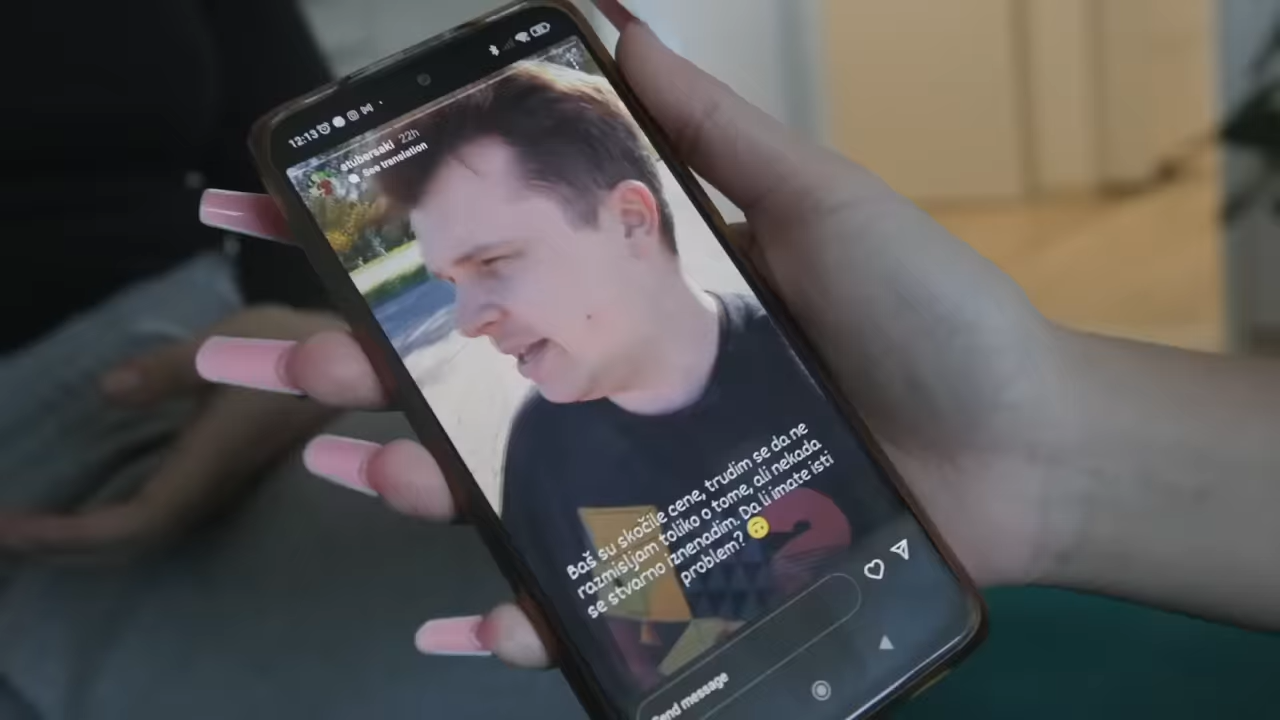 12:13
stubersaki 22h
See translation
Baš su skočile cene, trudim se da ne
razmisljam toliko o tome, ali nekada
se stvarno iznenadim. Da li imate isti
problem? 🙃
Send message